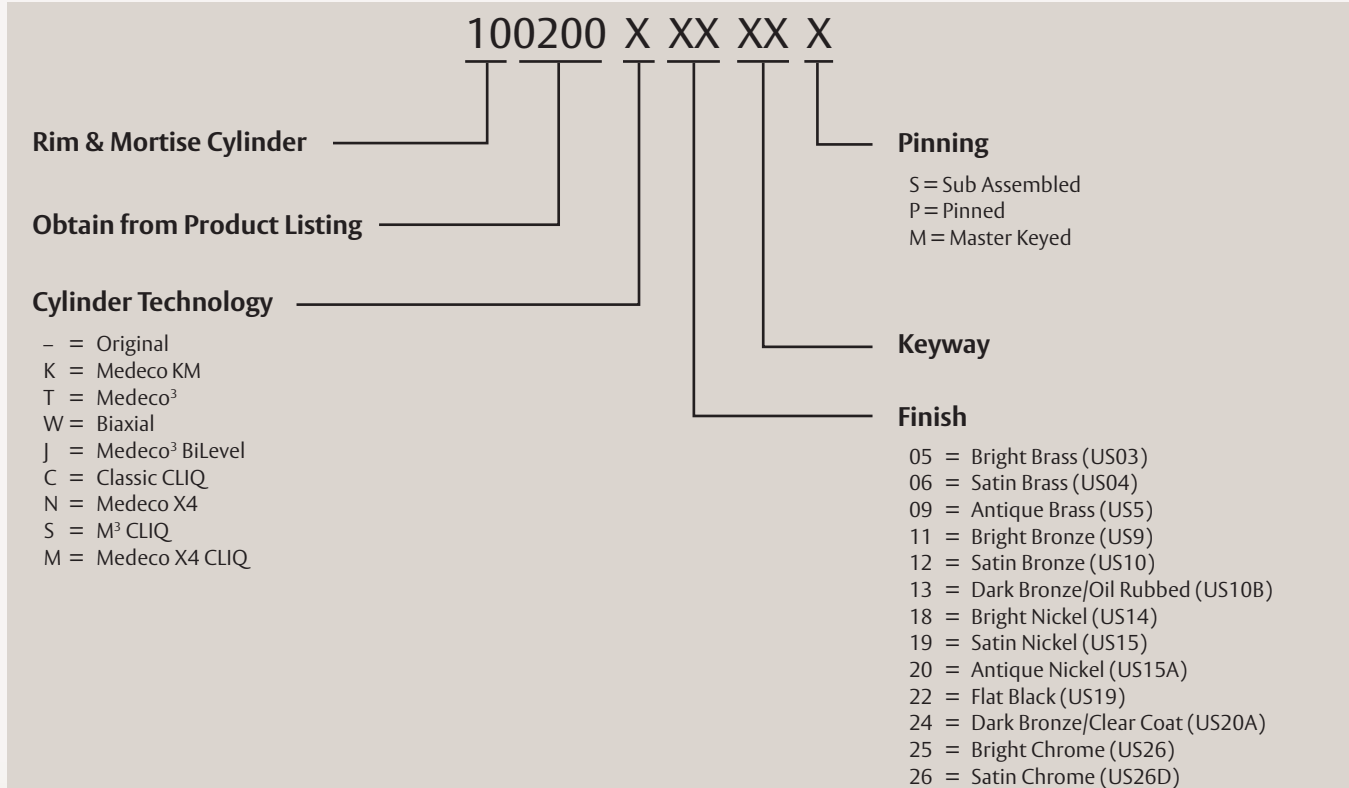 100200 X XX XX X
Rim & Mortise Cylinder
Obtain from Product Listing
Cylinder Technology
– = Original
K = Medeco KM
T = Medeco³
W = Biaxial
J = Medeco³ BiLevel
C = Classic CLIQ
N = Medeco X4
S = M³ CLIQ
M = Medeco X4 CLIQ
Pinning
S = Sub Assembled
P = Pinned
M = Master Keyed
Keyway
Finish
05 = Bright Brass (US03)
06 = Satin Brass (US04)
09 = Antique Brass (US5)
11 = Bright Bronze (US9)
12 = Satin Bronze (US10)
13 = Dark Bronze/Oil Rubbed (US10B)
18 = Bright Nickel (US14)
19 = Satin Nickel (US15)
20 = Antique Nickel (US15A)
22 = Flat Black (US19)
24 = Dark Bronze/Clear Coat (US20A)
25 = Bright Chrome (US26)
26 = Satin Chrome (US26D)